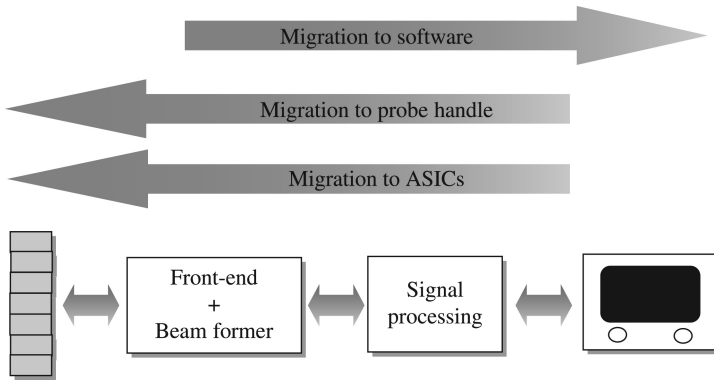 Migration to software
Migration to probe handle
Migration to ASICs
Front-end
+
Beam former
Signal
processing